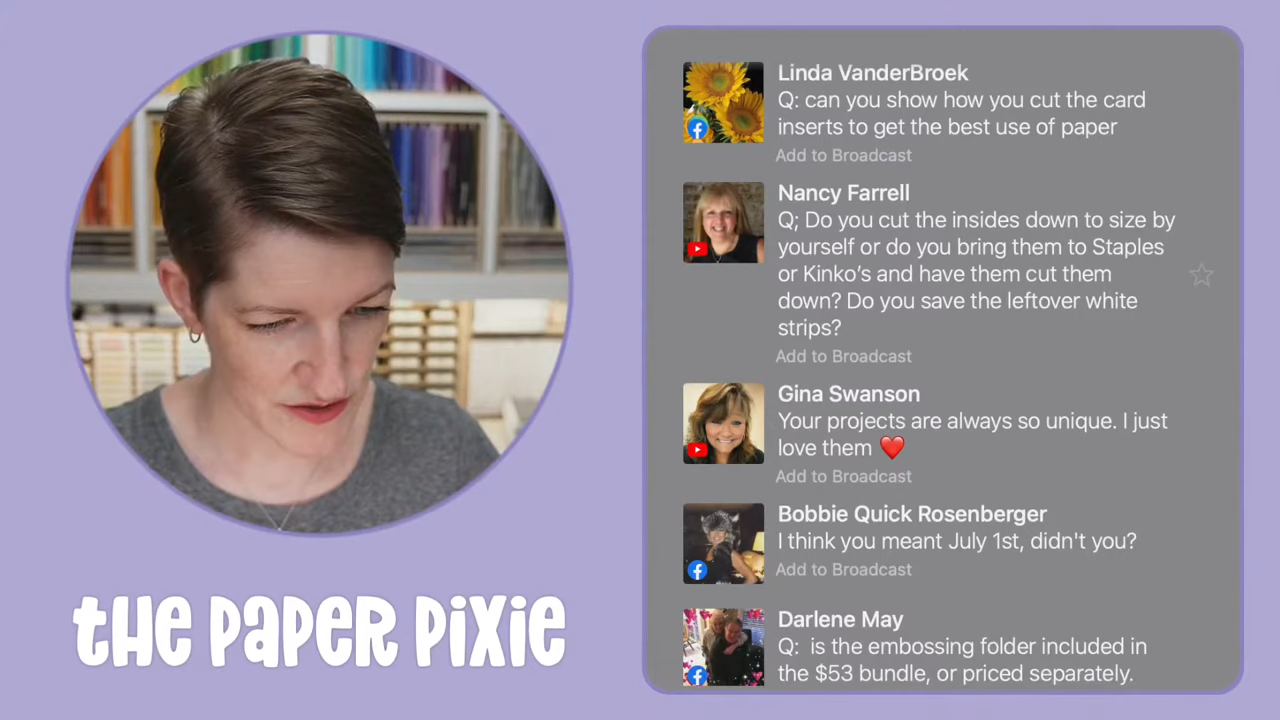 Linda VanderBroek
Q: can you show how you cut the card
inserts to get the best use of paper
Add to Broadcast
Nancy Farrell
Q; Do you cut the insides down to size by
yourself or do you bring them to Staples
or Kinko’s and have them cut them
down? Do you save the leftover white
strips?
Add to Broadcast
Gina Swanson
Your projects are always so unique. I just
love them ❤️
Add to Broadcast
Bobbie Quick Rosenberger
I think you meant July 1st, didn't you?
Add to Broadcast
Darlene May
Q:  is the embossing folder included in
the $53 bundle, or priced separately.
the paper pixie